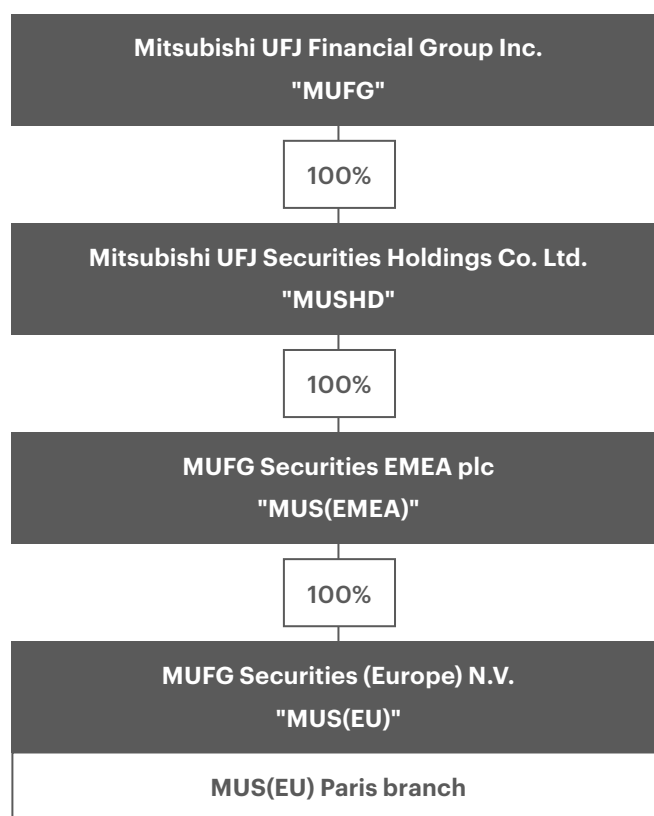 Mitsubishi UFJ Financial Group Inc.
"MUFG"
100%
Mitsubishi UFJ Securities Holdings Co. Ltd.
"MUSHD"
100%
MUFG Securities EMEA plc
"MUS(EMEA)"
100%
MUFG Securities (Europe) N.V.
"MUS(EU)"
MUS(EU) Paris branch